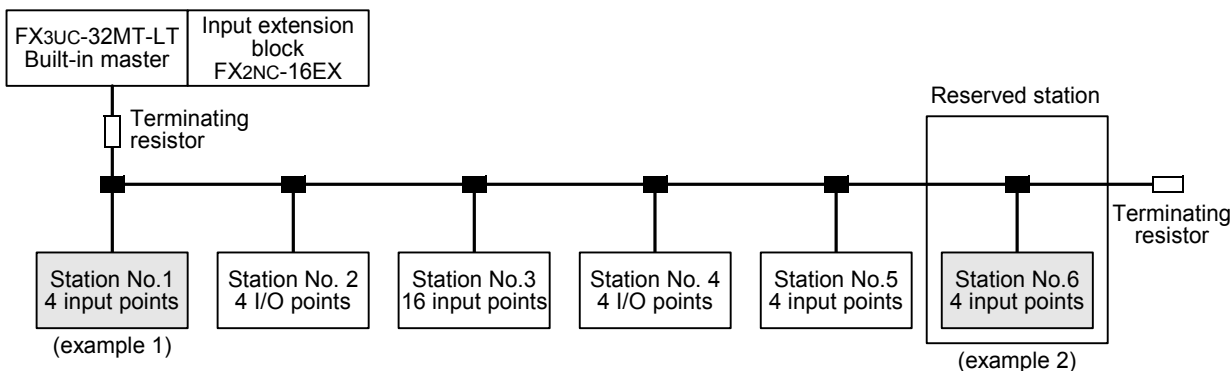 FX3UC-32MT-LT
Built-in master
Input extension
block
FX2NC-16EX
Terminating
resistor
Reserved station
Terminating
resistor
Station No.1
4 input points
Station No. 2
4 I/O points
Station No.3
16 input points
Station No. 4
4 I/O points
Station No.5
4 input points
Station No.6
4 input points
(example 1)
(example 2)